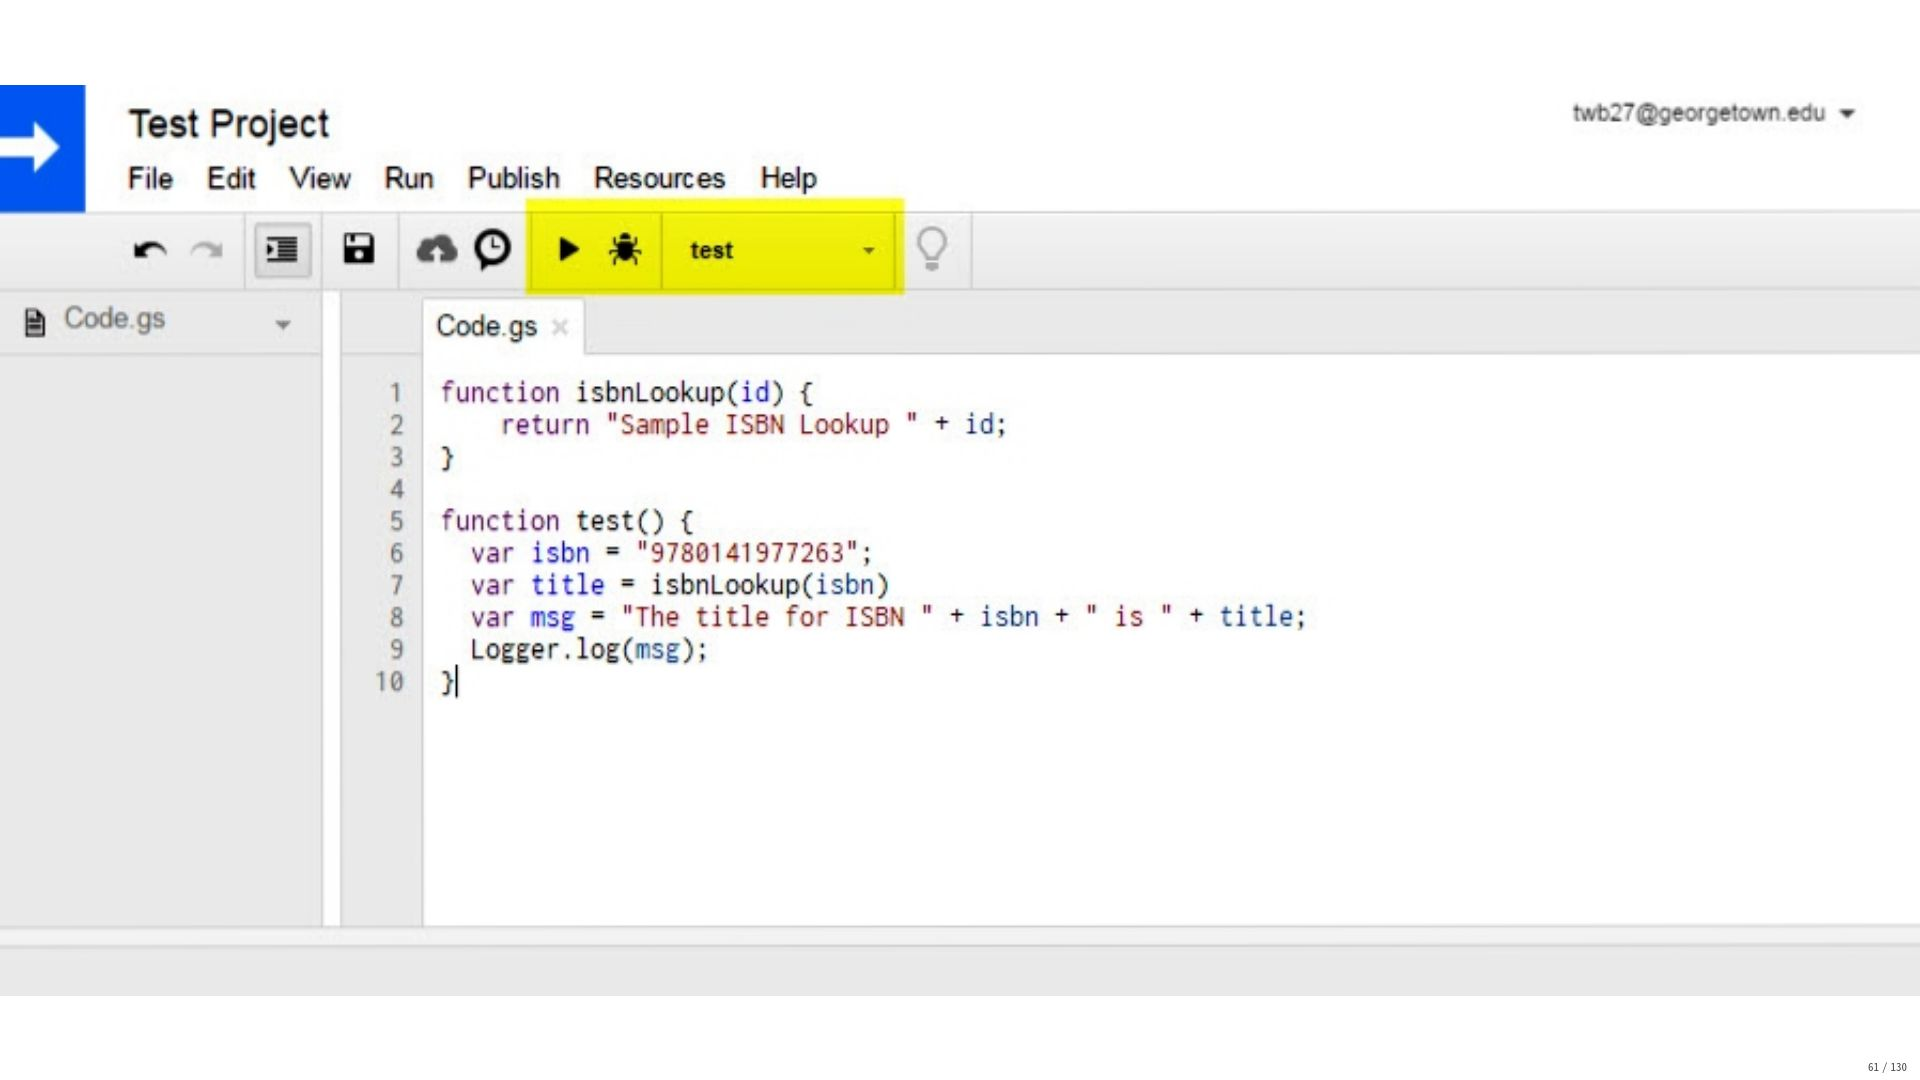 Test Project
twb27@georgetown.edu
File Edit View Run Publish Resources Help
test
Code.gs
Code.gs
1 function isbnLookup(id) {
2     return "Sample ISBN Lookup " + id;
3 }
4
5 function test() {
6   var isbn = "9780141977263";
7   var title = isbnLookup(isbn)
8   var msg = "The title for ISBN " + isbn + " is " + title;
9   Logger.log(msg);
10 }
61 / 130